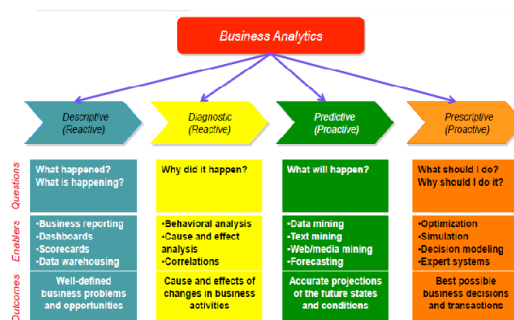 Business Analytics
Descriptive
(Reactive)
Diagnostic
(Reactive)
Predictive
(Proactive)
Prescriptive
(Proactive)
Questions
What happened?
What is happening?
Why did it happen?
What will happen?
What should I do?
Why should I do it?
Enablers
•Business reporting
•Dashboards
•Scorecards
•Data warehousing
•Behavioral analysis
•Cause and effect
analysis
•Correlations
•Data mining
•Text mining
•Web/media mining
•Forecasting
•Optimization
•Simulation
•Decision modeling
•Expert systems
Outcomes
Well-defined
business problems
and opportunities
Cause and effects of
changes in business
activities
Accurate projections
of the future states
and conditions
Best possible
business decisions
and transactions